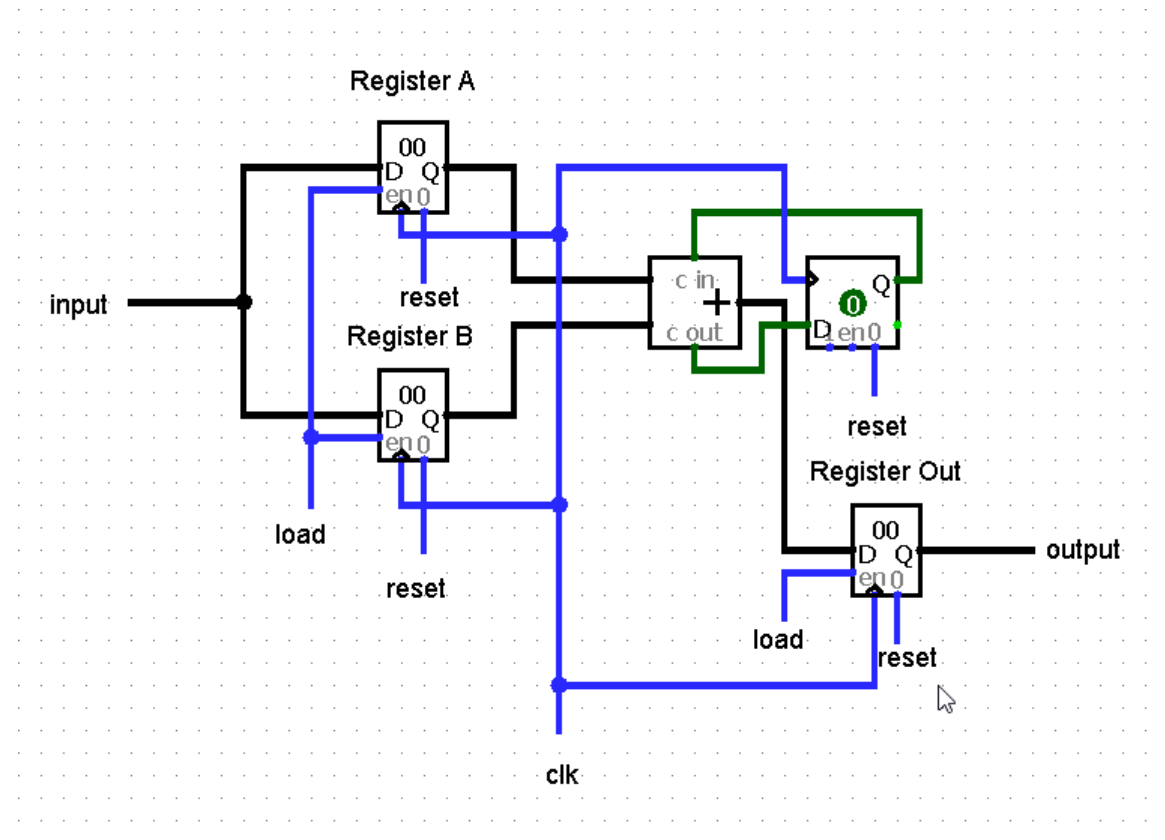 Register A
00
D Q
en 0
reset
input
Register B
00
D Q
en 0
load
reset
c in
+
c out
Q
0
D
1 en 0
reset
Register Out
00
D Q
en 0
output
load
reset
clk